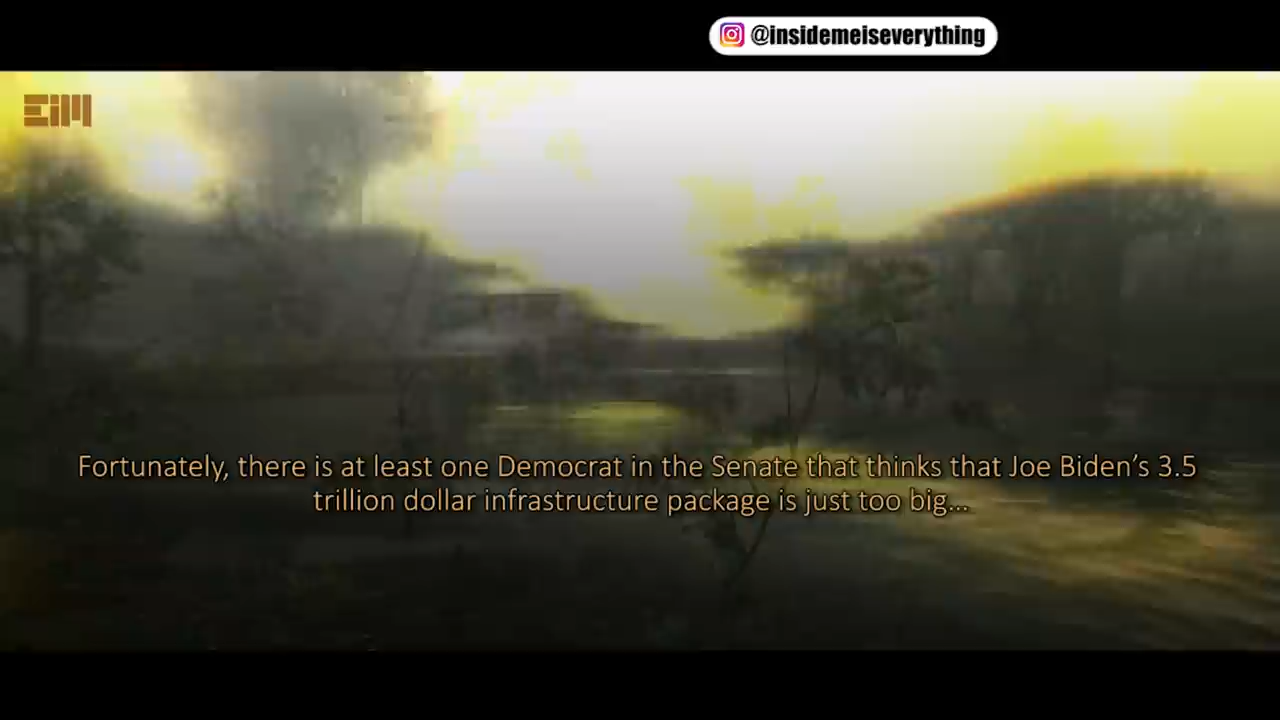 @insidemeiseverything
EiM
Fortunately, there is at least one Democrat in the Senate that thinks that Joe Biden’s 3.5
trillion dollar infrastructure package is just too big...